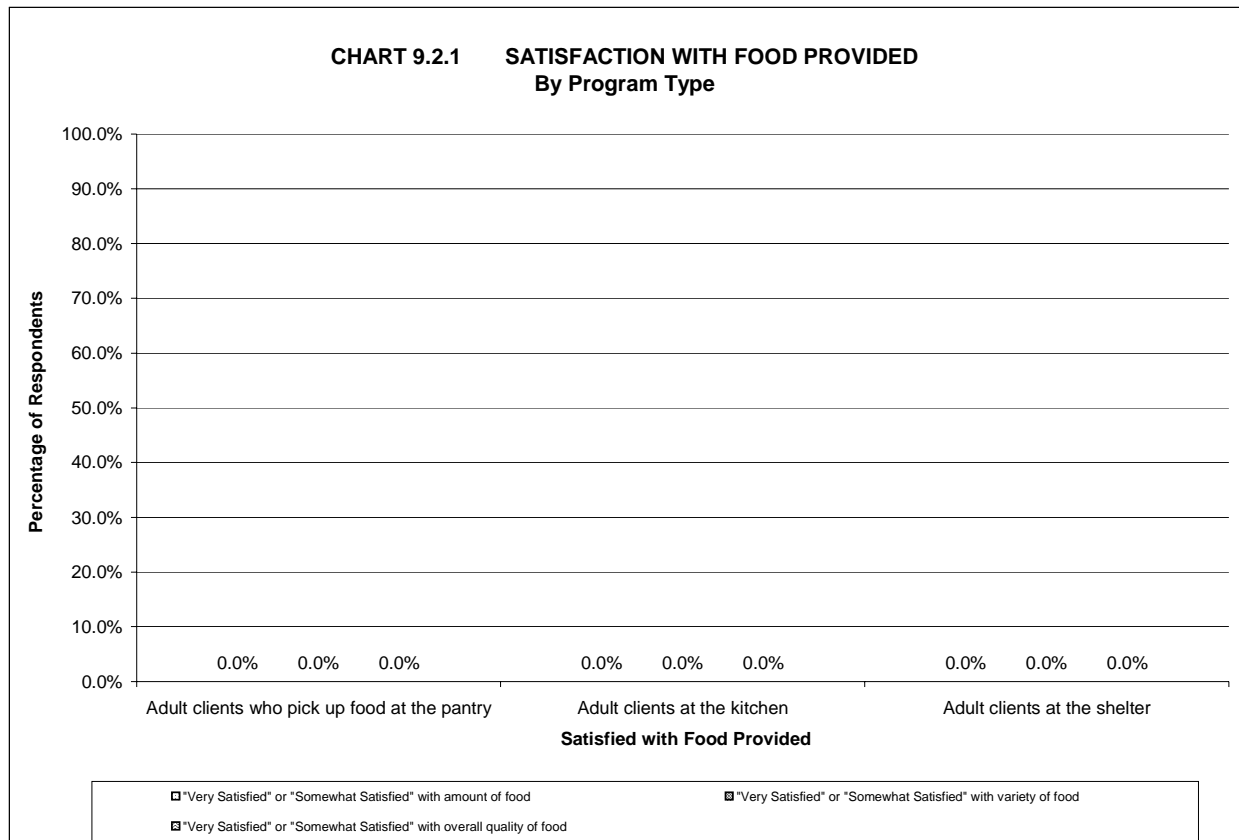 CHART 9.2.1 SATISFACTION WITH FOOD PROVIDED
By Program Type
100.0%
90.0%
80.0%
70.0%
60.0%
50.0%
40.0%
30.0%
20.0%
10.0%
0.0%
Percentage of Respondents
0.0% 0.0% 0.0% 0.0% 0.0% 0.0% 0.0% 0.0% 0.0%
Adult clients who pick up food at the pantry Adult clients at the kitchen Adult clients at the shelter
Satisfied with Food Provided
"Very Satisfied" or "Somewhat Satisfied" with amount of food "Very Satisfied" or "Somewhat Satisfied" with variety of food
"Very Satisfied" or "Somewhat Satisfied" with overall quality of food